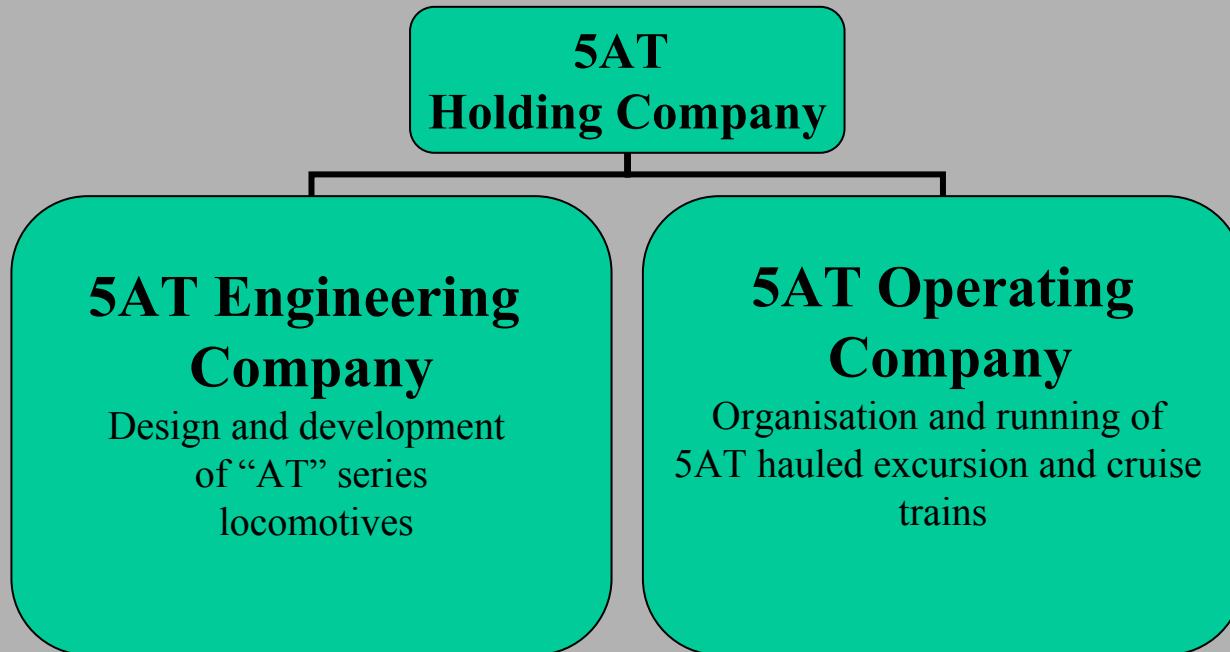 5AT
Holding Company
5AT Engineering
Company
Design and development
of “AT” series
locomotives
5AT Operating
Company
Organisation and running of
5AT hauled excursion and cruise
trains